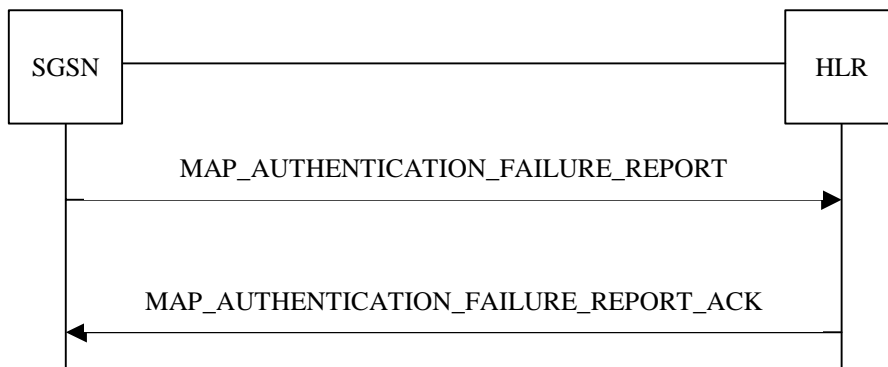 SGSN
HLR
MAP_AUTHENTICATION_FAILURE_REPORT
MAP_AUTHENTICATION_FAILURE_REPORT_ACK